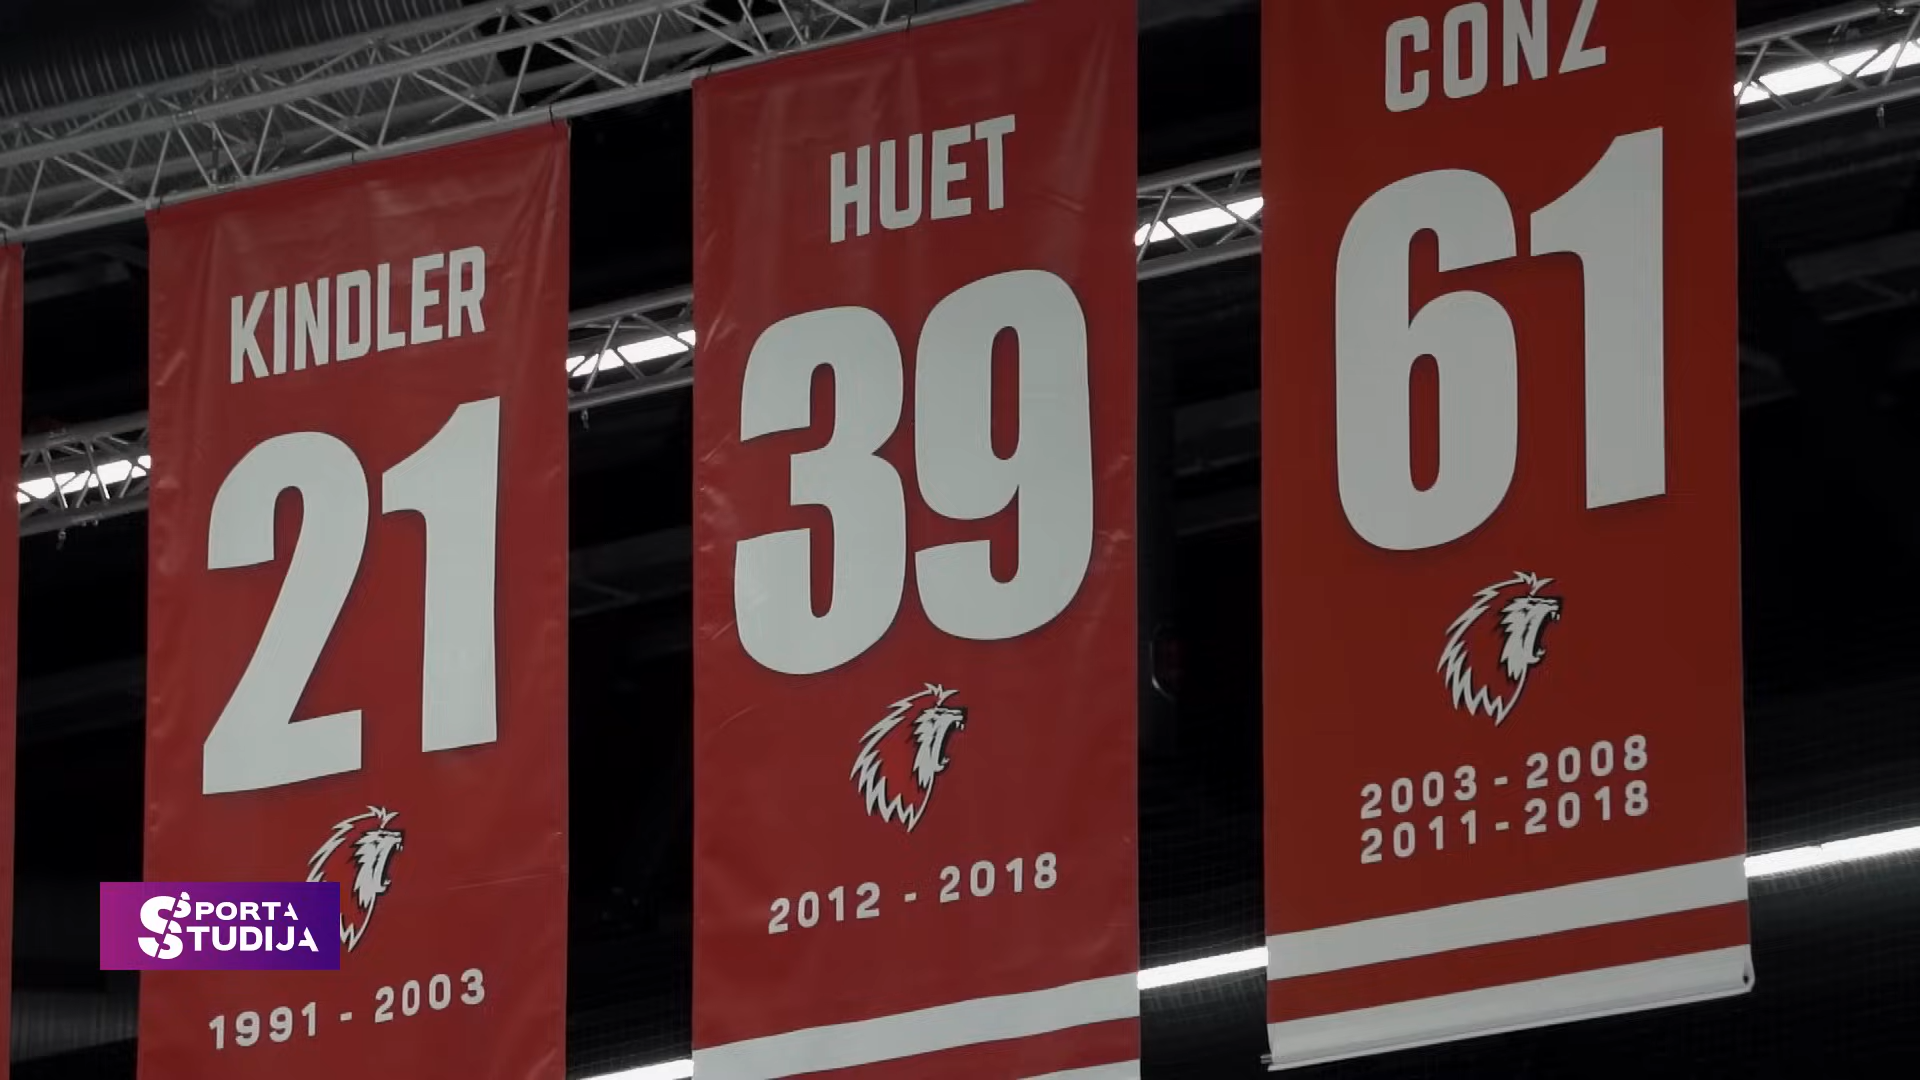 KINDLER
21
1991 - 2003
HUET
39
2012 - 2018
CONZ
61
2003 - 2008
2011 - 2018
SPORTA
STUDIJA